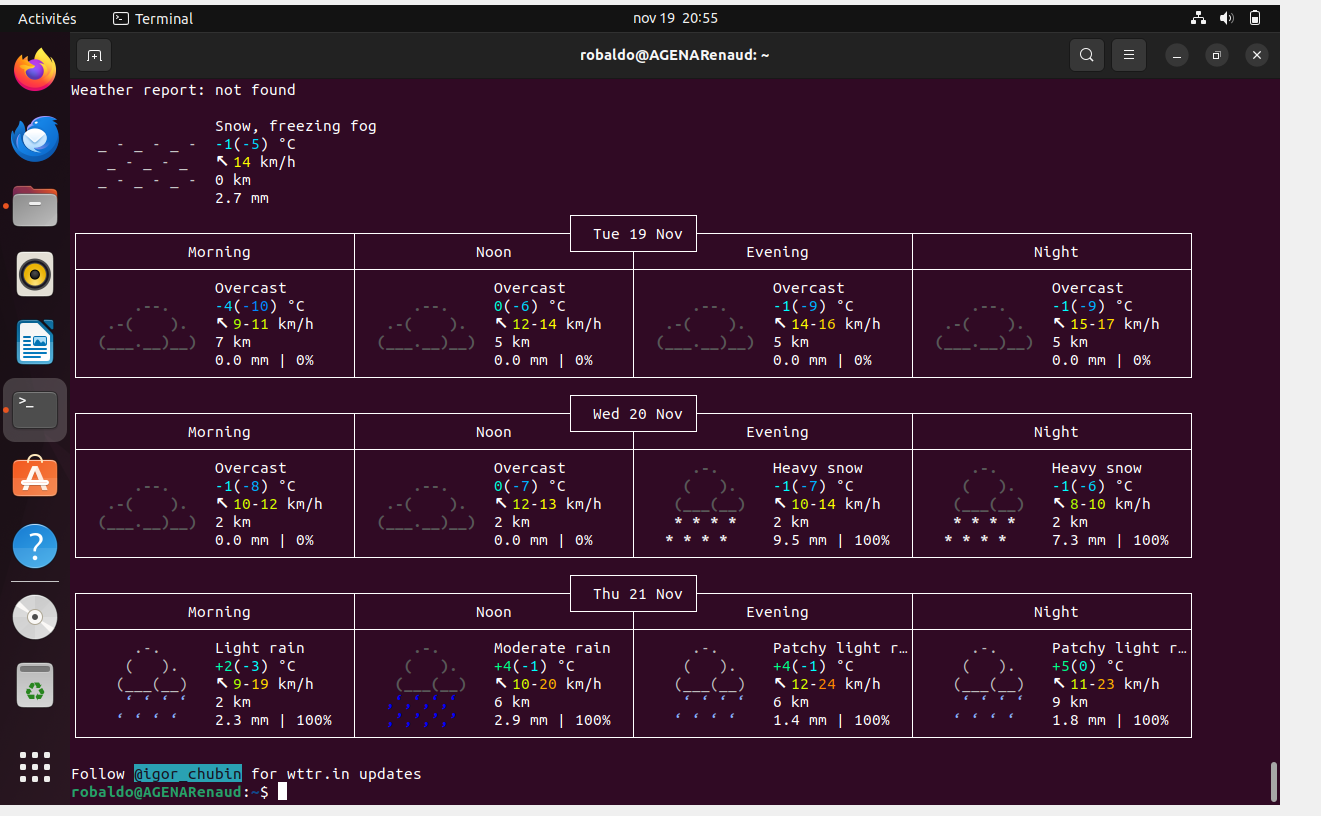 Activités Terminal nov 19 20:55
robaldo@AGENARenaud: ~
Weather report: not found
Snow, freezing fog
-1(-5) °C
↖ 14 km/h
0 km
2.7 mm
Tue 19 Nov
Morning Noon Evening Night
Overcast Overcast Overcast Overcast
-4(-10) °C 0(-6) °C -1(-9) °C -1(-9) °C
↖ 9-11 km/h ↖ 12-14 km/h ↖ 14-16 km/h ↖ 15-17 km/h
7 km 5 km 5 km 5 km
0.0 mm | 0% 0.0 mm | 0% 0.0 mm | 0% 0.0 mm | 0%
Wed 20 Nov
Morning Noon Evening Night
Overcast Overcast Heavy snow Heavy snow
-1(-8) °C 0(-7) °C -1(-7) °C -1(-6) °C
↖ 10-12 km/h ↖ 12-13 km/h ↖ 10-14 km/h ↖ 8-10 km/h
2 km 2 km 2 km 2 km
0.0 mm | 0% 0.0 mm | 0% 9.5 mm | 100% 7.3 mm | 100%
Thu 21 Nov
Morning Noon Evening Night
Light rain Moderate rain Patchy light r… Patchy light r…
+2(-3) °C +4(-1) °C +4(-1) °C +5(0) °C
↖ 9-19 km/h ↖ 10-20 km/h ↖ 12-24 km/h ↖ 11-23 km/h
2 km 6 km 6 km 9 km
2.3 mm | 100% 2.9 mm | 100% 1.4 mm | 100% 1.8 mm | 100%
Follow @igor_chubin for wttr.in updates
robaldo@AGENARenaud:~$